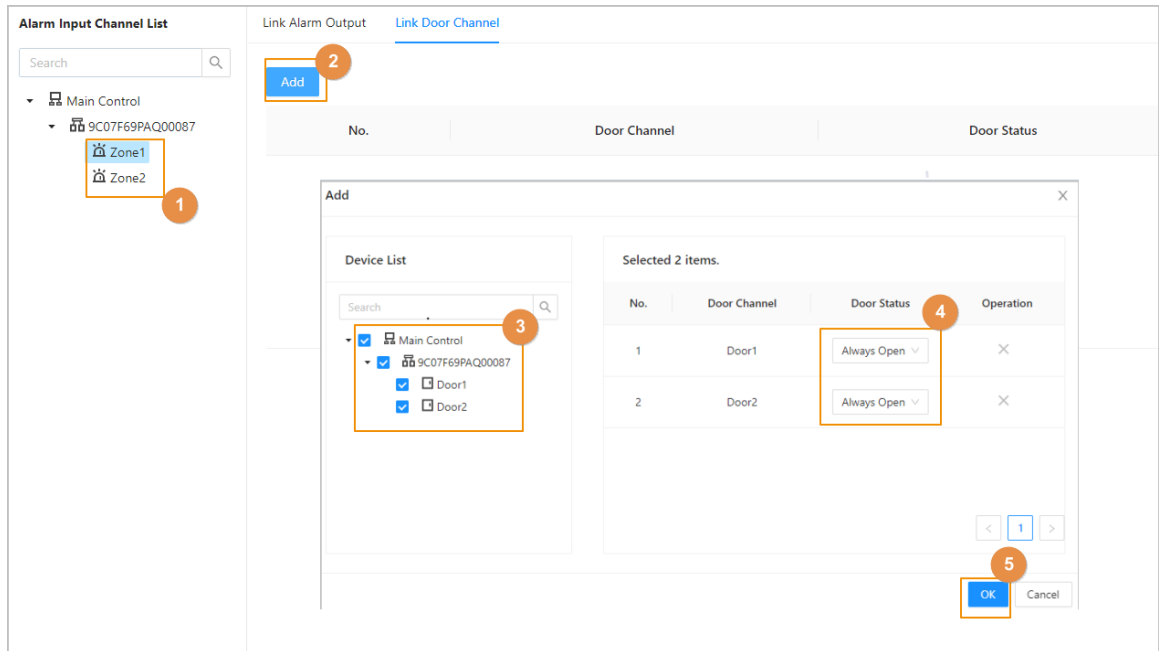 Alarm Input Channel List
Search
Main Control
9C07F69PAQ00087
Zone1
Zone2
1
Link Alarm Output Link Door Channel
2
Add
No. Door Channel Door Status
Add X
Device List
Search
3
Main Control
9C07F69PAQ00087
Door1
Door2
Selected 2 items.
No. Door Channel Door Status Operation
4
1 Door1 Always Open
2 Door2 Always Open
< 1 >
5
OK Cancel